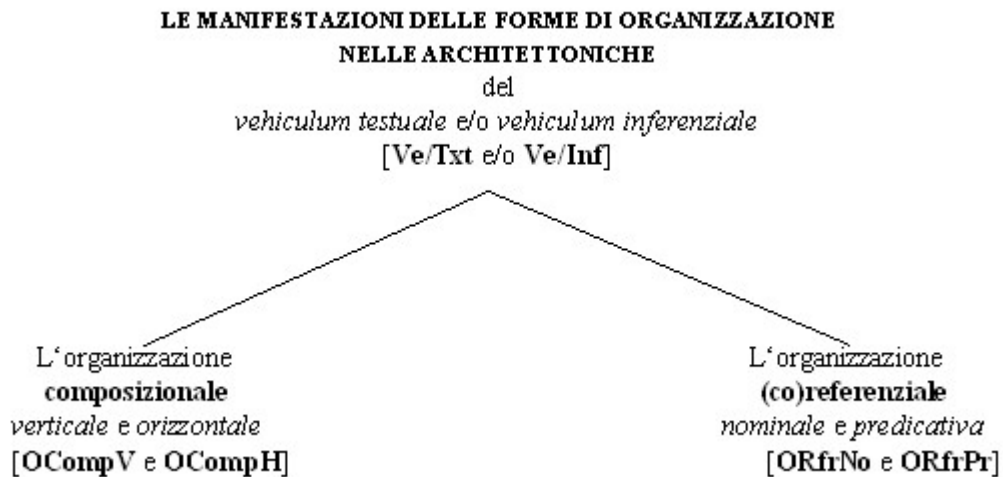 LE MANIFESTAZIONI DELLE FORME DI ORGANIZZAZIONE
NELLE ARCHITETTONICHE
del
vehiculum testuale e/o vehiculum inferenziale
[Ve/Txt e/o Ve/Inf]
L‘organizzazione
composizionale
verticale e orizzontale
[OCompV e OCompH]
L‘organizzazione
(co)referenziale
nominale e predicativa
[ORfrNo e ORfrPr]